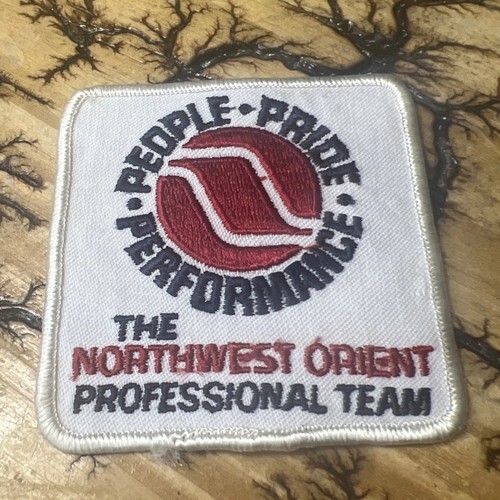 PEOPLE • PRIDE •
PERFORMANCE •
THE
NORTHWEST ORIENT
PROFESSIONAL TEAM